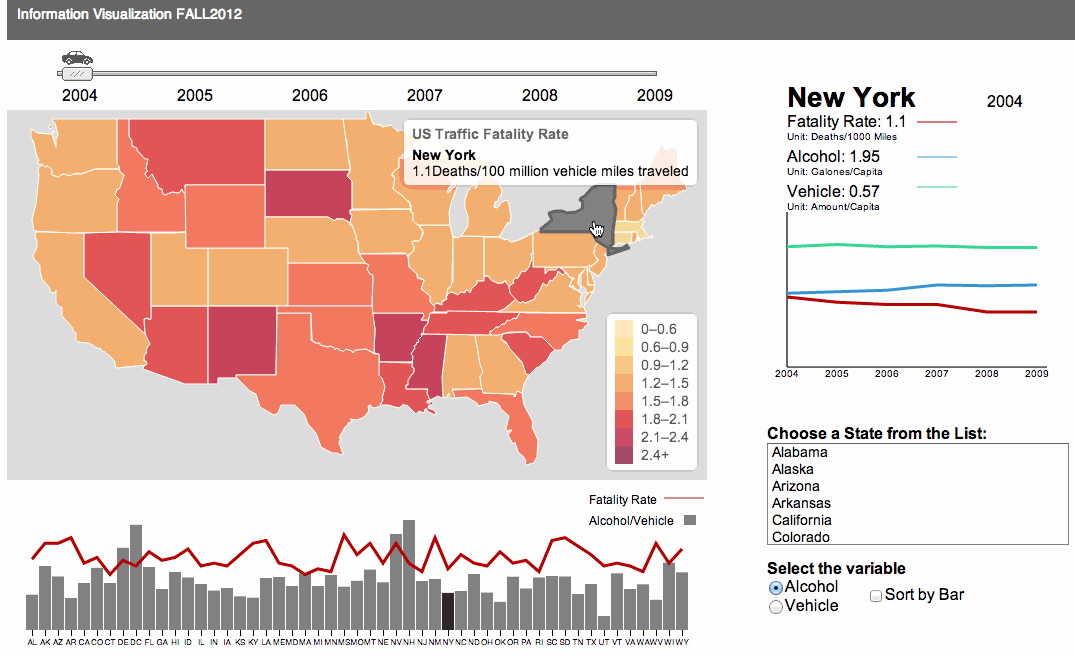 Information Visualization FALL2012
2004 2005 2006 2007 2008 2009
US Traffic Fatality Rate
New York
1.1Deaths/100 million vehicle miles traveled
0–0.6
0.6–0.9
0.9–1.2
1.2–1.5
1.5–1.8
1.8–2.1
2.1–2.4
2.4+
New York 2004
Fatality Rate: 1.1
Unit: Deaths/1000 Miles
Alcohol: 1.95
Unit: Galones/Capita
Vehicle: 0.57
Unit: Amount/Capita
2004 2005 2006 2007 2008 2009
Choose a State from the List:
Alabama
Alaska
Arizona
Arkansas
California
Colorado
Select the variable
Alcohol
Vehicle
Sort by Bar
Fatality Rate
Alcohol/Vehicle
AL AK AZ AR CA CO CT DE DC FL GA HI ID IL IN IA KS KY LA ME MD MA MI MN MS MO MT NE NV NH NJ NM NY NC ND OH OK OR PA RI SC SD TN TX UT VT VA WA WV WI WY